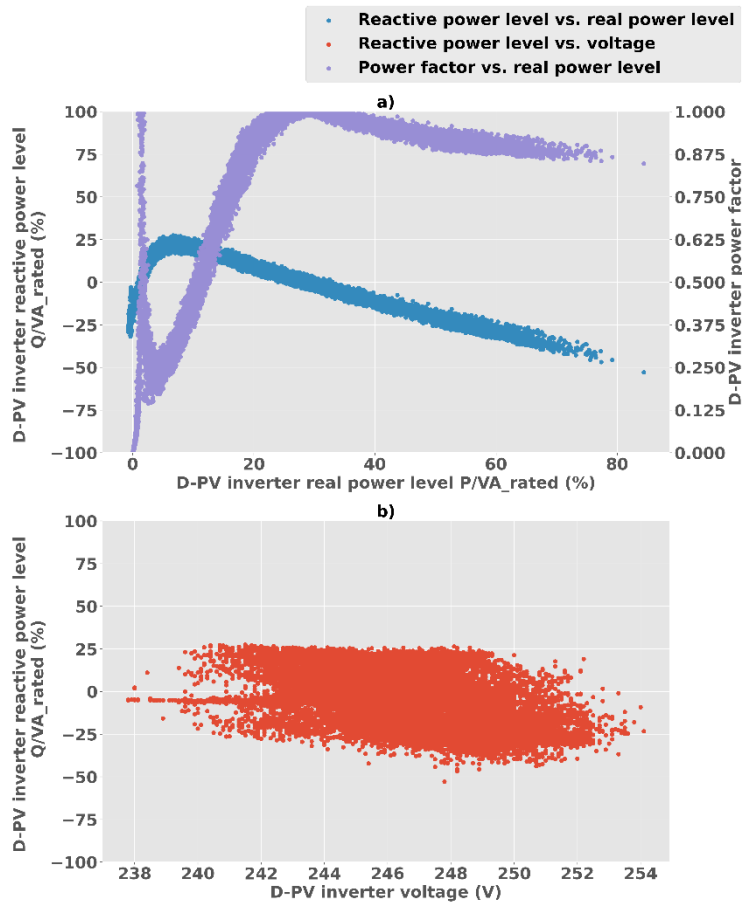 Reactive power level vs. real power level
Reactive power level vs. voltage
Power factor vs. real power level
a)
100
75
50
25
0
−25
−50
−75
−100
D-PV inverter reactive power level
Q/VA_rated (%)
1.000
0.875
0.750
0.625
0.500
0.375
0.250
0.125
0.000
D-PV inverter power factor
0 20 40 60 80
D-PV inverter real power level P/VA_rated (%)
b)
100
75
50
25
0
−25
−50
−75
−100
D-PV inverter reactive power level
Q/VA_rated (%)
238 240 242 244 246 248 250 252 254
D-PV inverter voltage (V)